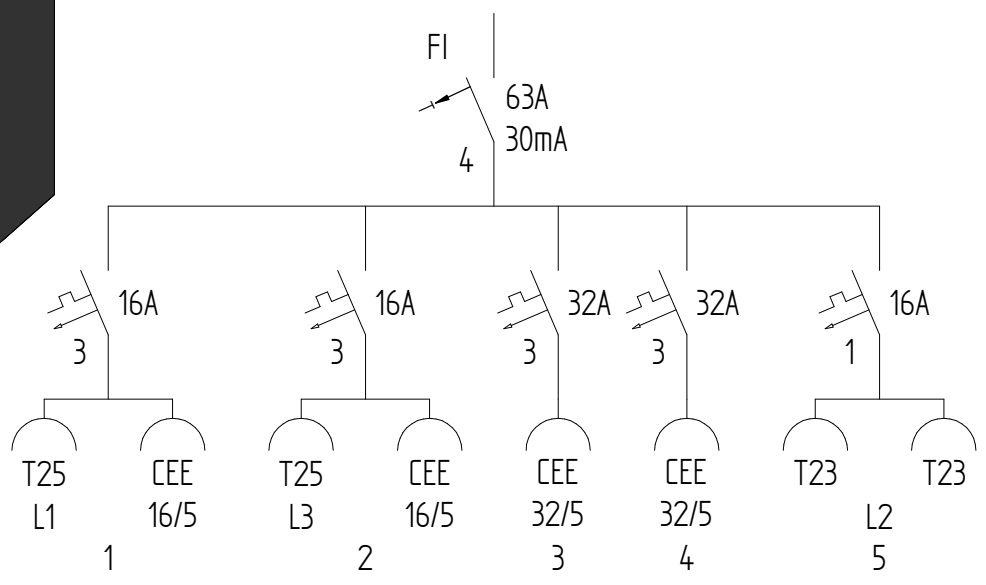 FI
63A
30mA
4
16A 16A 32A 32A 16A
3 3 3 3 1
T25 CEE T25 CEE CEE CEE T23 T23
L1 16/5 L3 16/5 32/5 32/5 L2
1 2 3 4 5